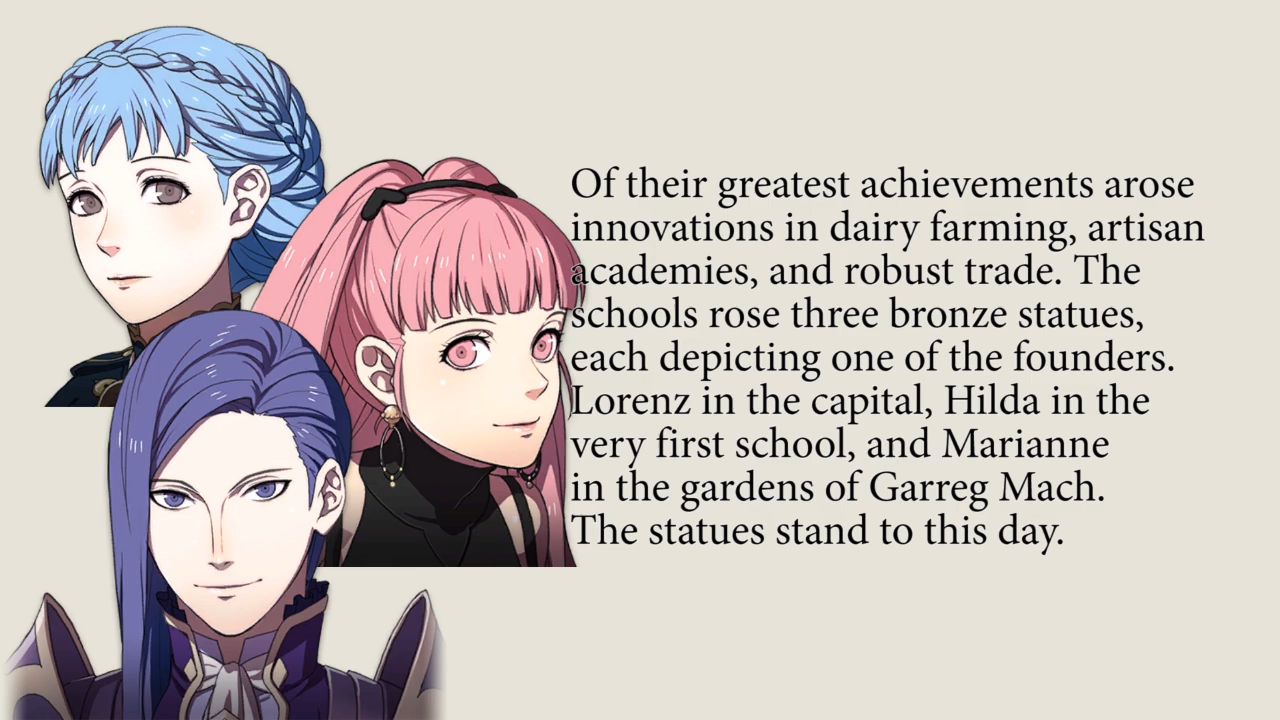 Of their greatest achievements arose
innovations in dairy farming, artisan
academies, and robust trade. The
schools rose three bronze statues,
each depicting one of the founders.
Lorenz in the capital, Hilda in the
very first school, and Marianne
in the gardens of Garreg Mach.
The statues stand to this day.